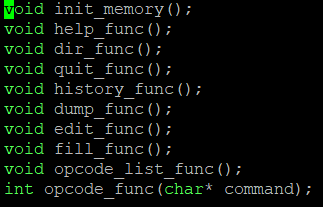 void init_memory();
void help_func();
void dir_func();
void quit_func();
void history_func();
void dump_func();
void edit_func();
void fill_func();
void opcode_list_func();
int opcode_func(char* command);